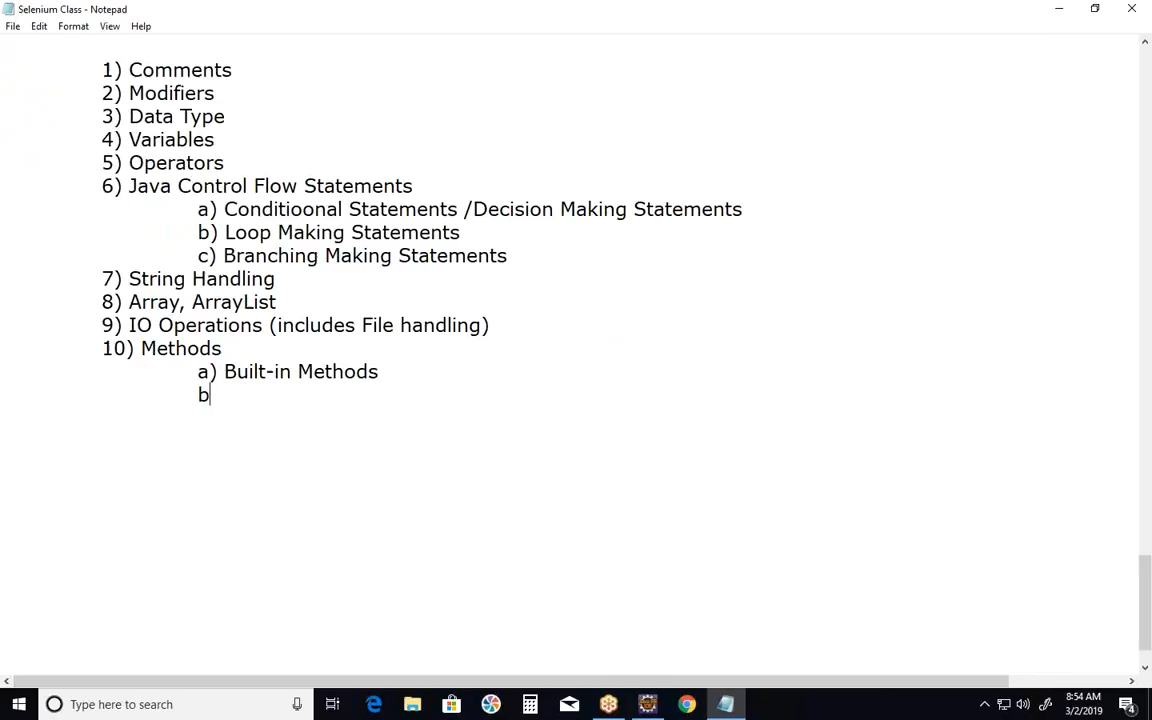 Selenium Class - Notepad
File Edit Format View Help
1) Comments
2) Modifiers
3) Data Type
4) Variables
5) Operators
6) Java Control Flow Statements
a) Conditioonal Statements /Decision Making Statements
b) Loop Making Statements
c) Branching Making Statements
7) String Handling
8) Array, ArrayList
9) IO Operations (includes File handling)
10) Methods
a) Built-in Methods
b
Type here to search
8:54 AM
3/2/2019
4